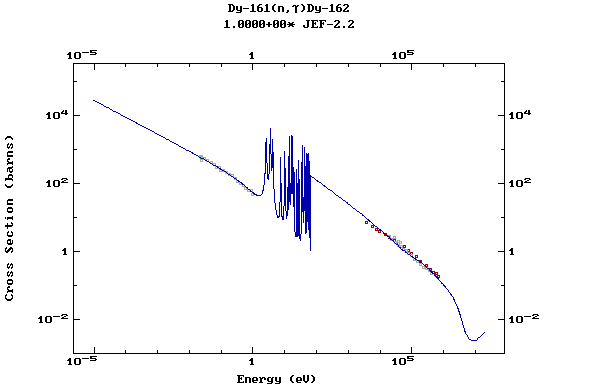 Dy-161(n,γ)Dy-162
1.0000+00* JEF-2.2
10⁻⁵ 1 10⁵
10⁴ 10⁴
10² 10²
1 1
10⁻² 10⁻²
10⁻⁵ 1 10⁵
Cross Section (barns)
Energy (eV)